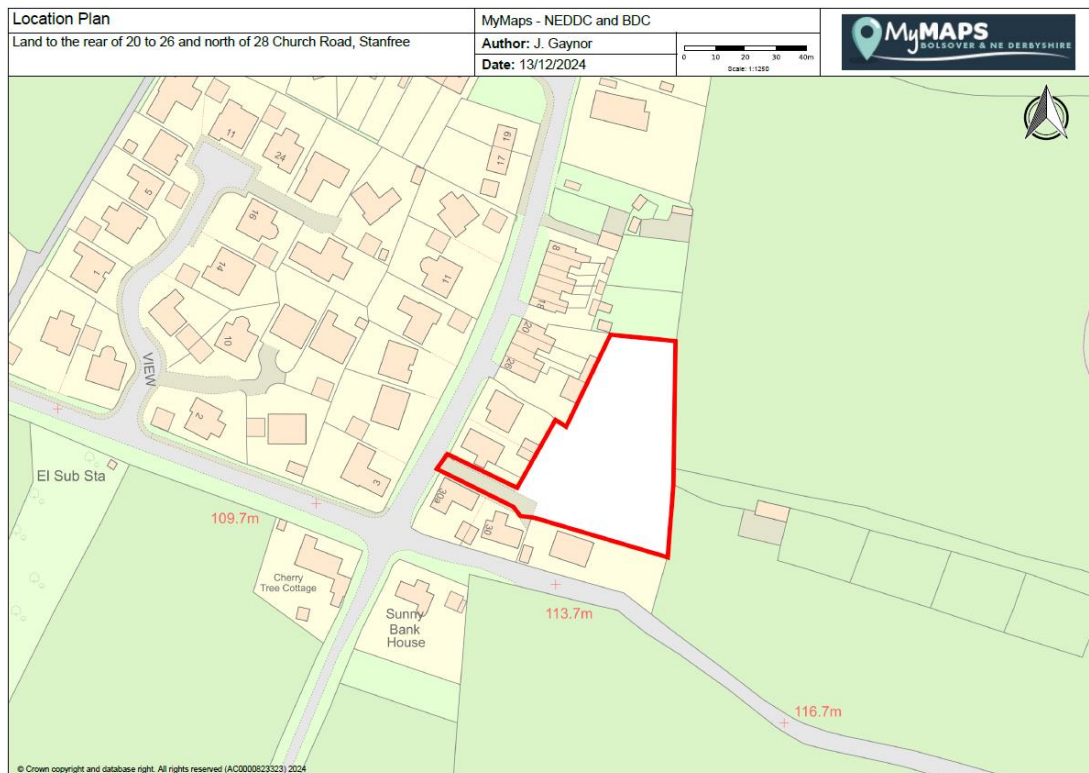 Location Plan
Land to the rear of 20 to 26 and north of 28 Church Road, Stanfree
MyMaps - NEDDC and BDC
Author: J. Gaynor
Date: 13/12/2024
0 10 20 30 40m
Scale: 1:1250
MyMAPS
BOLSOVER & NE DERBYSHIRE
11
24
19
17
5
16
1
14
11
8
18
10
20
26
VIEW
2
El Sub Sta
3
30a
30
109.7m
Cherry
Tree Cottage
113.7m
Sunny
Bank
House
116.7m
© Crown copyright and database right. All rights reserved (AC0000823323) 2024